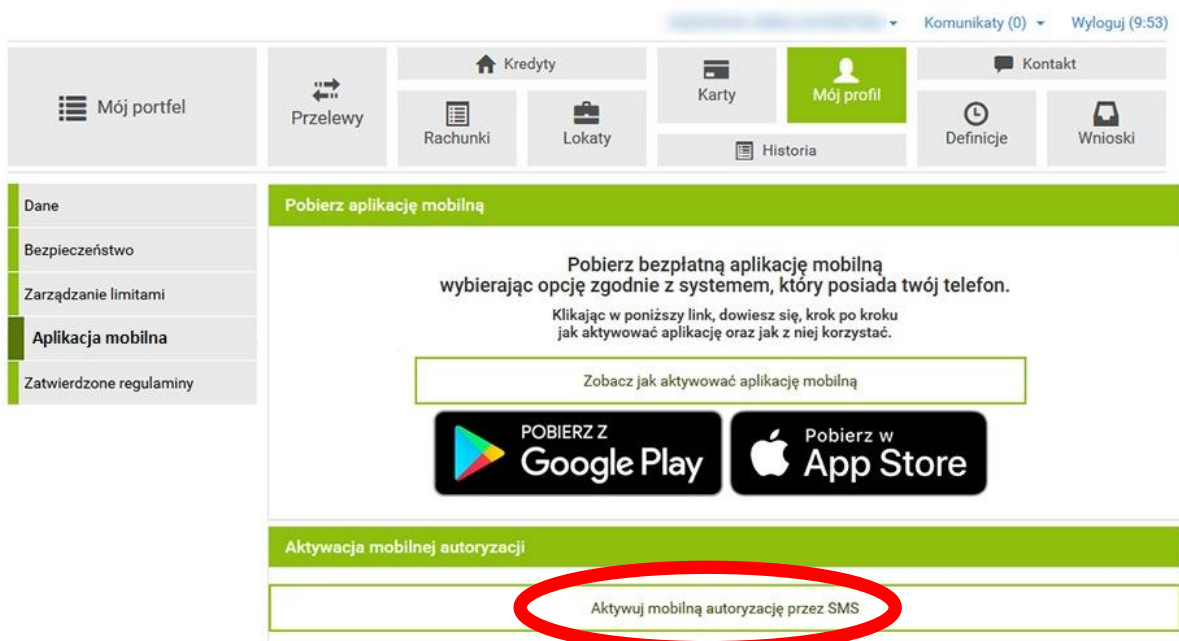 Komunikaty (0)
Wyloguj (9:53)
Mój portfel
Przelewy
Kredyty
Rachunki
Lokaty
Karty
Mój profil
Historia
Kontakt
Definicje
Wnioski
Dane
Bezpieczeństwo
Zarządzanie limitami
Aplikacja mobilna
Zatwierdzone regulaminy
Pobierz aplikację mobilną
Pobierz bezpłatną aplikację mobilną
wybierając opcję zgodnie z systemem, który posiada twój telefon.
Klikając w poniższy link, dowiesz się, krok po kroku
jak aktywować aplikację oraz jak z niej korzystać.
Zobacz jak aktywować aplikację mobilną
POBIERZ Z
Google Play
Pobierz w
App Store
Aktywacja mobilnej autoryzacji
Aktywuj mobilną autoryzację przez SMS